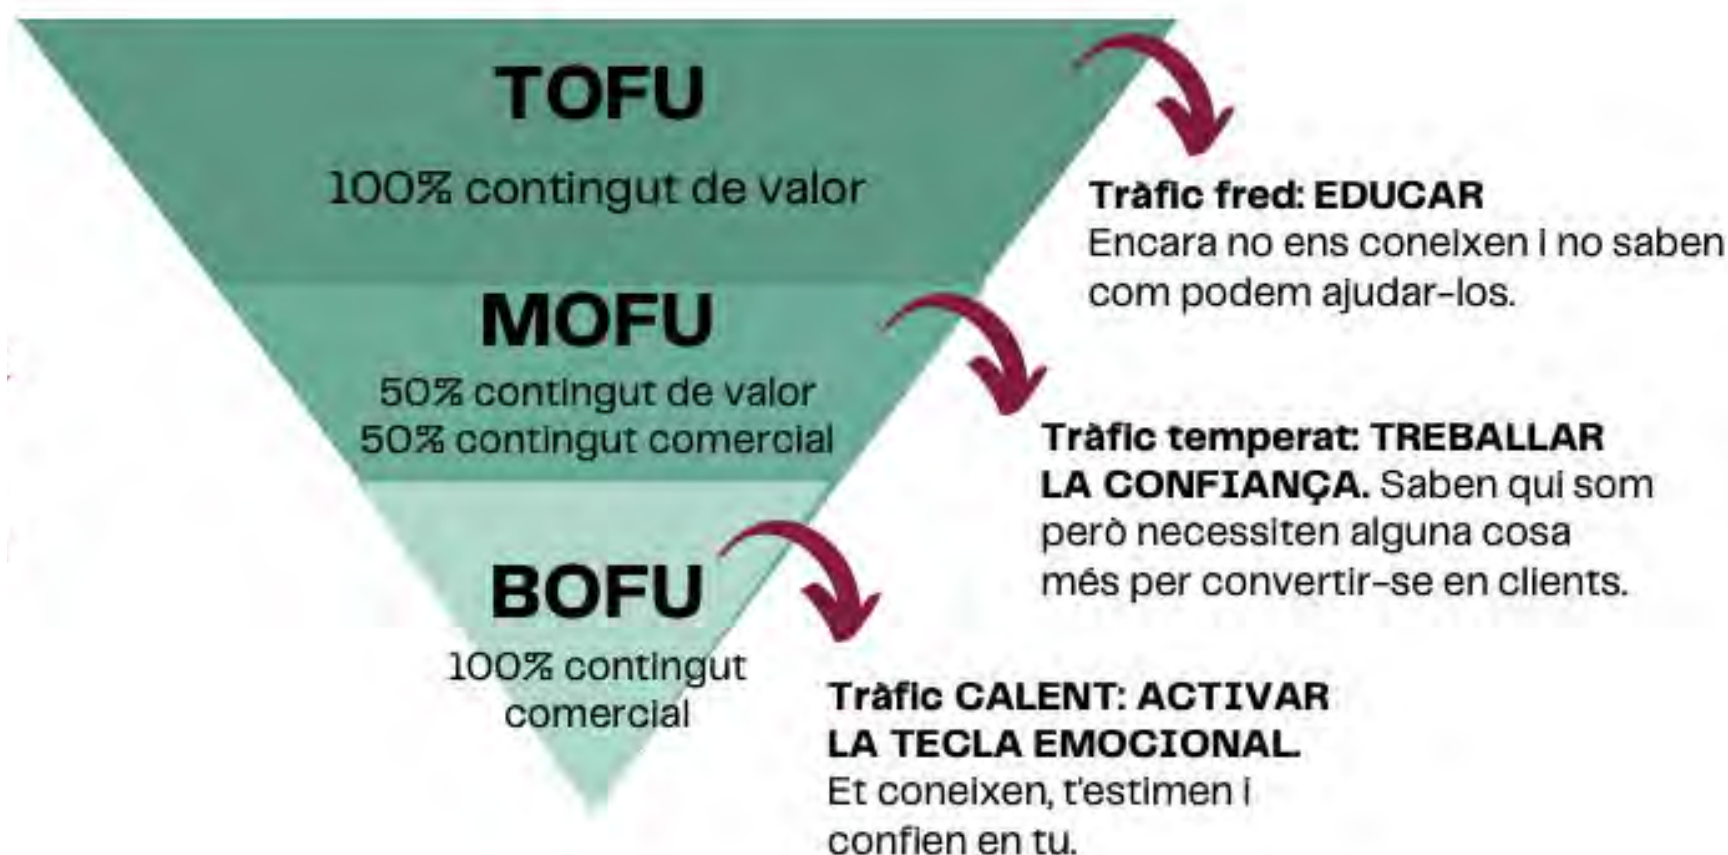 TOFU
100% contingut de valor
Tràfic fred: EDUCAR
Encara no ens coneixen i no saben
com podem ajudar-los.
MOFU
50% contingut de valor
50% contingut comercial
Tràfic temperat: TREBALLAR
LA CONFIANÇA. Saben qui som
però necessiten alguna cosa
més per convertir-se en clients.
BOFU
100% contingut
comercial
Tràfic CALENT: ACTIVAR
LA TECLA EMOCIONAL.
Et coneixen, t'estimen i
confien en tu.